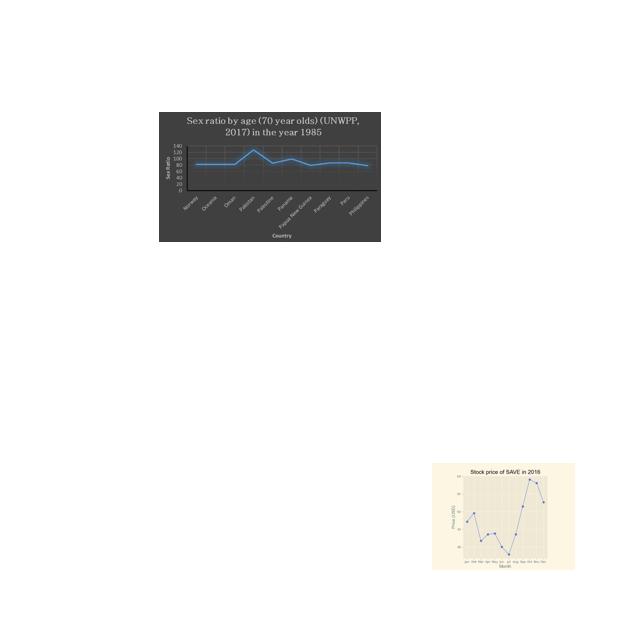 Sex ratio by age (70 year olds) (UNWPP,
2017) in the year 1985
Sex Ratio
140
120
100
80
60
40
20
0
Norway
Oceania
Oman
Pakistan
Palestine
Panama
Papua New Guinea
Paraguay
Peru
Philippines
Country
Stock price of SAVE in 2016
Price (USD)
Jan Feb Mar Apr May Jun Jul Aug Sep Oct Nov Dec
Month